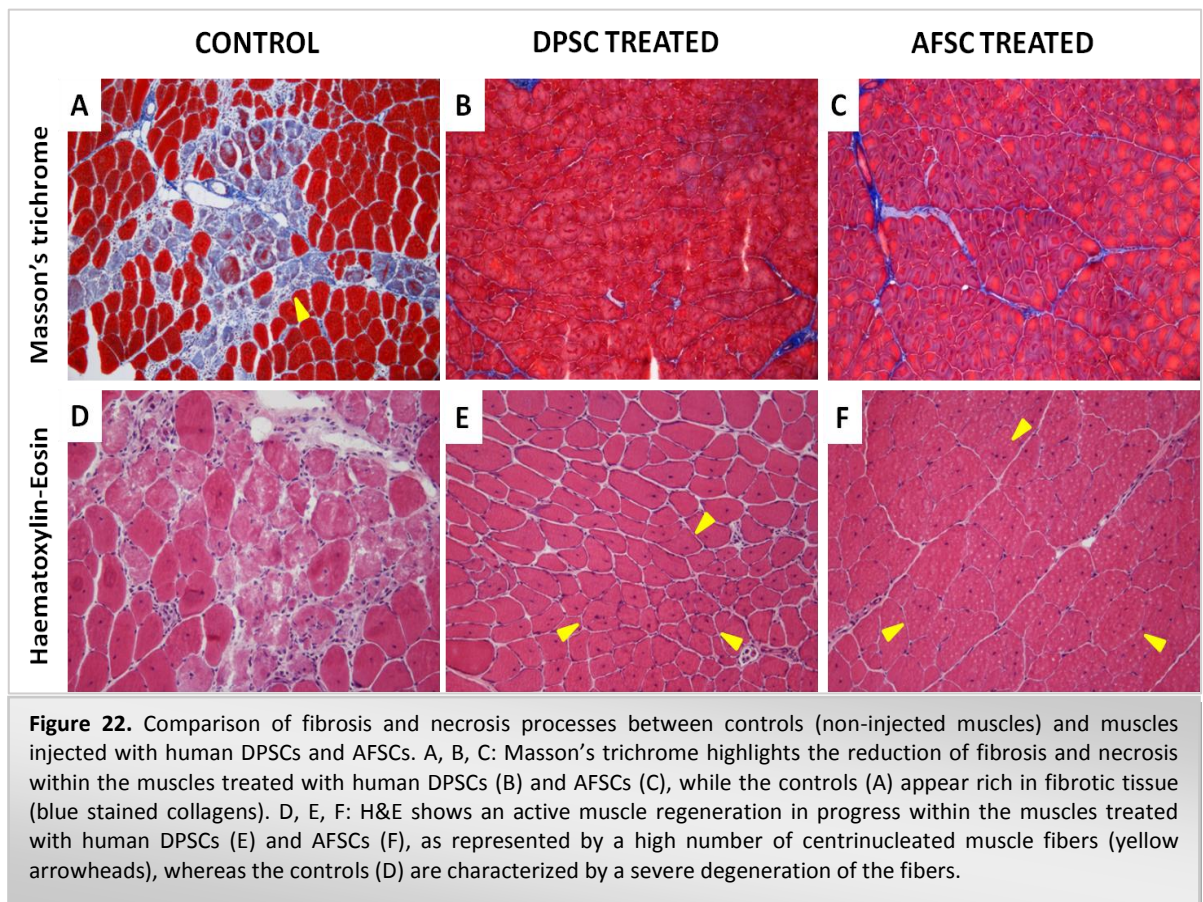 CONTROL
DPSC TREATED
AFSC TREATED
Masson's trichrome
A
B
C
Haematoxylin-Eosin
D
E
F
Figure 22. Comparison of fibrosis and necrosis processes between controls (non-injected muscles) and muscles
injected with human DPSCs and AFSCs. A, B, C: Masson's trichrome highlights the reduction of fibrosis and necrosis
within the muscles treated with human DPSCs (B) and AFSCs (C), while the controls (A) appear rich in fibrotic tissue
(blue stained collagens). D, E, F: H&E shows an active muscle regeneration in progress within the muscles treated
with human DPSCs (E) and AFSCs (F), as represented by a high number of centrinucleated muscle fibers (yellow
arrowheads), whereas the controls (D) are characterized by a severe degeneration of the fibers.